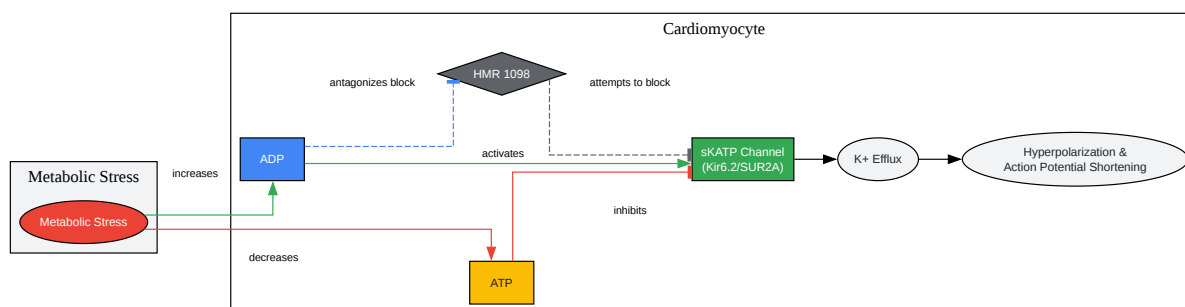 Cardiomyocyte
HMR 1098
antagonizes block
attempts to block
ADP
activates
sKATP Channel
(Kir6.2/SUR2A)
K+ Efflux
Hyperpolarization &
Action Potential Shortening
Metabolic Stress
increases
Metabolic Stress
inhibits
decreases
ATP